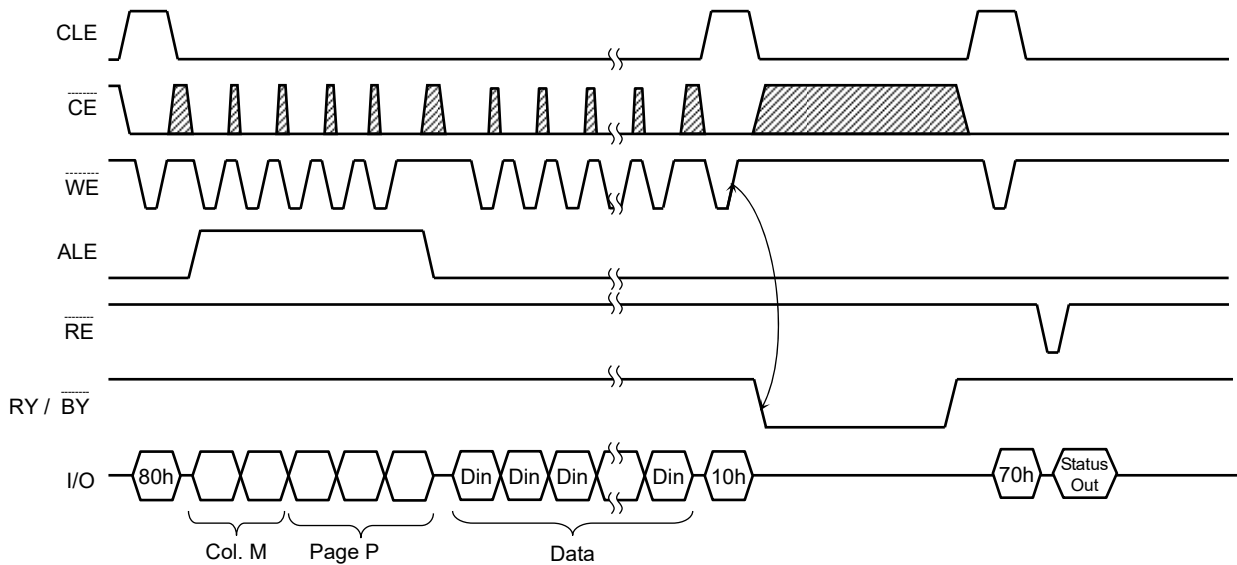 CLE
CE
WE
ALE
RE
RY / BY
I/O
80h
Din Din Din Din
10h
70h
Status
Out
Col. M
Page P
Data